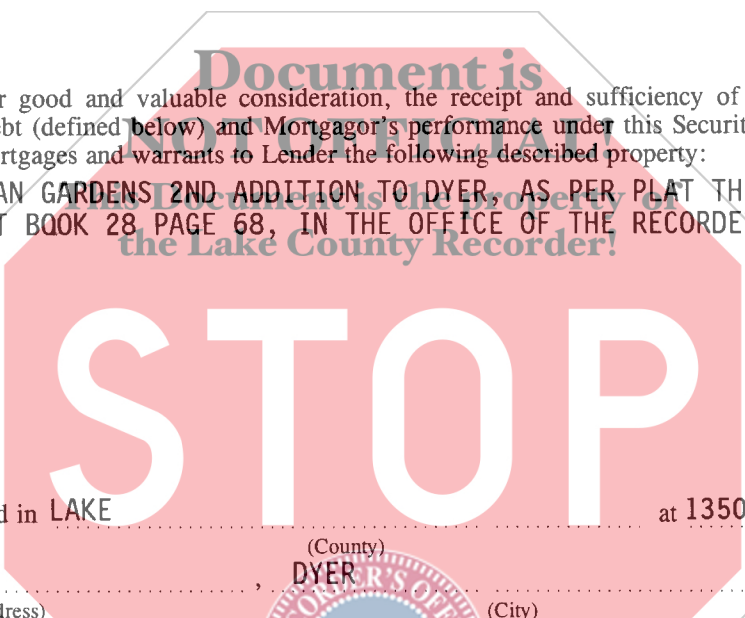 Document is
r good and valuable consideration, the receipt and sufficiency of
ebt (defined below) and Mortgagor's performance under this Securit
NOT OFFICIAL!
rtgages and warrants to Lender the following described property:
AN GARDENS 2ND ADDITION TO DYER, AS PER PLAT TH
This Document is the property of
T BOOK 28 PAGE 68, IN THE OFFICE OF THE RECORDE
the Lake County Recorder!
STOP
d in LAKE at 1350
(County)
, DYER
dress) (City)